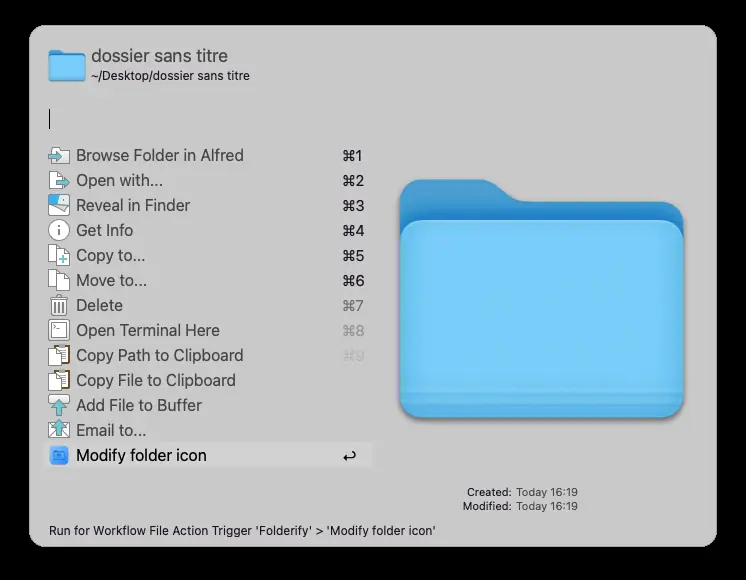 dossier sans titre
~/Desktop/dossier sans titre
Browse Folder in Alfred ⌘1
Open with... ⌘2
Reveal in Finder ⌘3
Get Info ⌘4
Copy to... ⌘5
Move to... ⌘6
Delete ⌘7
Open Terminal Here ⌘8
Copy Path to Clipboard ⌘9
Copy File to Clipboard
Add File to Buffer
Email to...
Modify folder icon ↩
Created: Today 16:19
Modified: Today 16:19
Run for Workflow File Action Trigger 'Folderify' > 'Modify folder icon'